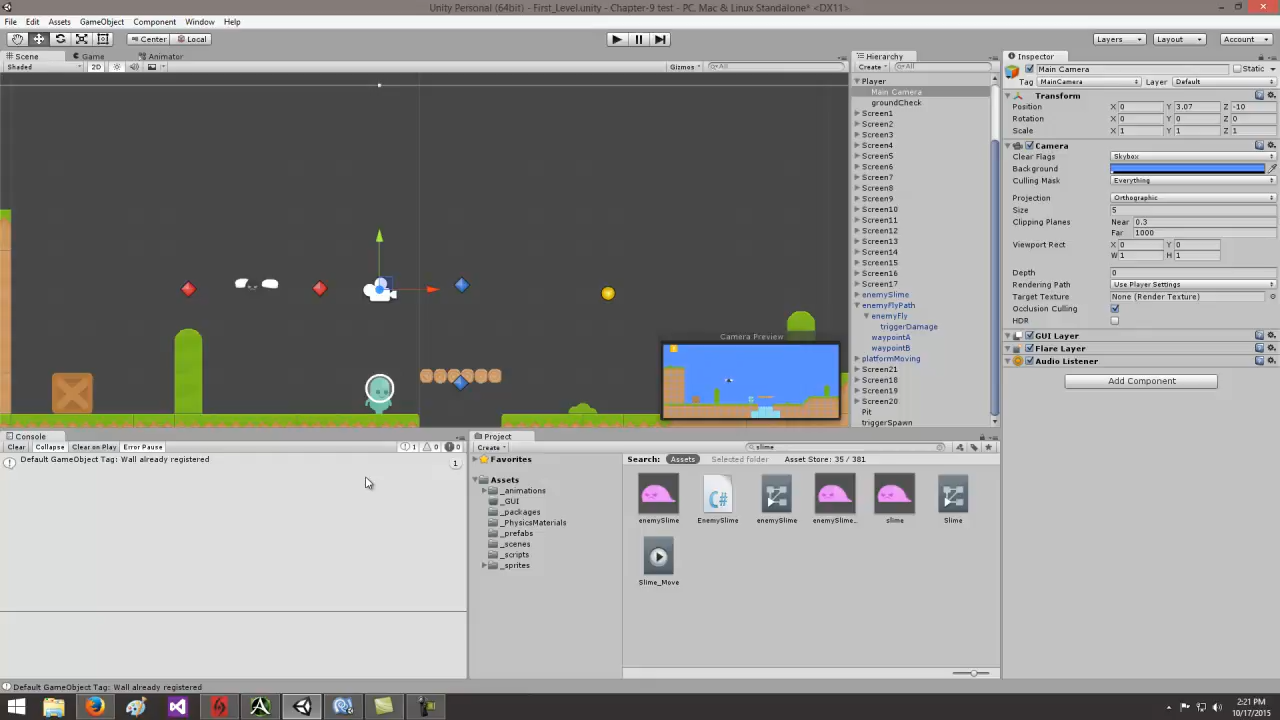 Unity Personal (64bit) - First_Level.unity - Chapter-9 test - PC, Mac & Linux Standalone* <DX11>
File Edit Assets GameObject Component Window Help
Center Local Layers Layout Account
Scene Game Animator
Shaded 2D Gizmos All
Hierarchy
Create All
Player
Main Camera
groundCheck
Screen1
Screen2
Screen3
Screen4
Screen5
Screen6
Screen7
Screen8
Screen9
Screen10
Screen11
Screen12
Screen13
Screen14
Screen15
Screen16
Screen17
enemySlime
enemyFlyPath
enemyFly
triggerDamage
waypointA
waypointB
platformMoving
Screen21
Screen18
Screen19
Screen20
Pit
triggerSpawn
Camera Preview
Inspector
Main Camera Static
Tag MainCamera Layer Default
Transform
Position X 0 Y 3.07 Z -10
Rotation X 0 Y 0 Z 0
Scale X 1 Y 1 Z 1
Camera
Clear Flags Skybox
Background
Culling Mask Everything
Projection Orthographic
Size 5
Clipping Planes Near 0.3
Far 1000
Viewport Rect X 0 Y 0
W 1 H 1
Depth 0
Rendering Path Use Player Settings
Target Texture None (Render Texture)
Occlusion Culling
HDR
GUI Layer
Flare Layer
Audio Listener
Add Component
Console
Clear Collapse Clear on Play Error Pause 1 0 0
Default GameObject Tag: Wall already registered 1
Project
Create slime
Favorites
Assets
_animations
_GUI
_packages
_PhysicsMaterials
_prefabs
_scenes
_scripts
_sprites
Search: Assets Selected folder Asset Store: 35 / 381
C#
enemySlime EnemySlime enemySlime enemySlime_ slime Slime
Slime_Move
Default GameObject Tag: Wall already registered
2:21 PM
10/17/2015